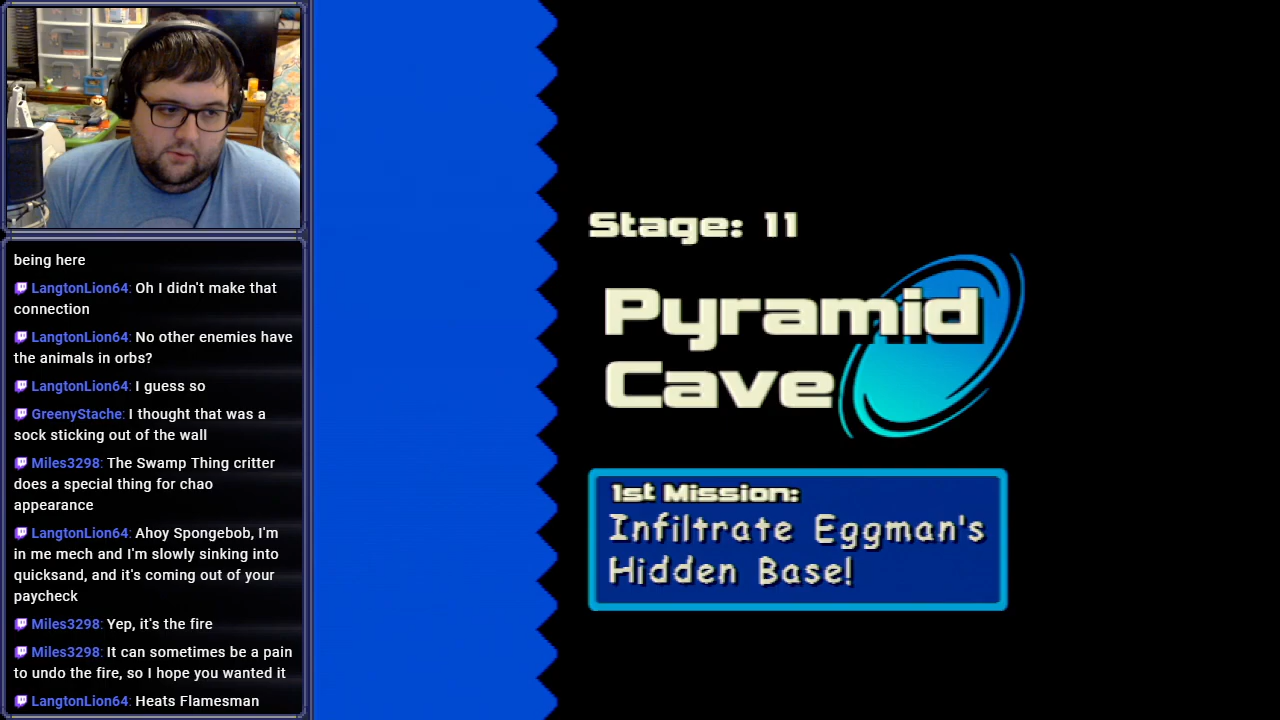 being here
LangtonLion64: Oh I didn't make that
connection
LangtonLion64: No other enemies have
the animals in orbs?
LangtonLion64: I guess so
GreenyStache: I thought that was a
sock sticking out of the wall
Miles3298: The Swamp Thing critter
does a special thing for chao
appearance
LangtonLion64: Ahoy Spongebob, I'm
in me mech and I'm slowly sinking into
quicksand, and it's coming out of your
paycheck
Miles3298: Yep, it's the fire
Miles3298: It can sometimes be a pain
to undo the fire, so I hope you wanted it
LangtonLion64: Heats Flamesman
Stage: 11
Pyramid
Cave
1st Mission:
Infiltrate Eggman's
Hidden Base!